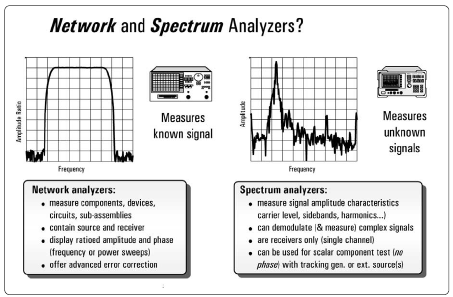 Network and Spectrum Analyzers?
Amplitude Ratio
Frequency
Measures
known signal
Amplitude
Frequency
Measures
unknown
signals
Network analyzers:
● measure components, devices,
circuits, sub-assemblies
● contain source and receiver
● display ratioed amplitude and phase
(frequency or power sweeps)
● offer advanced error correction
Spectrum analyzers:
● measure signal amplitude characteristics
carrier level, sidebands, harmonics...)
● can demodulate (& measure) complex signals
● are receivers only (single channel)
● can be used for scalar component test (no
phase) with tracking gen. or ext. source(s)